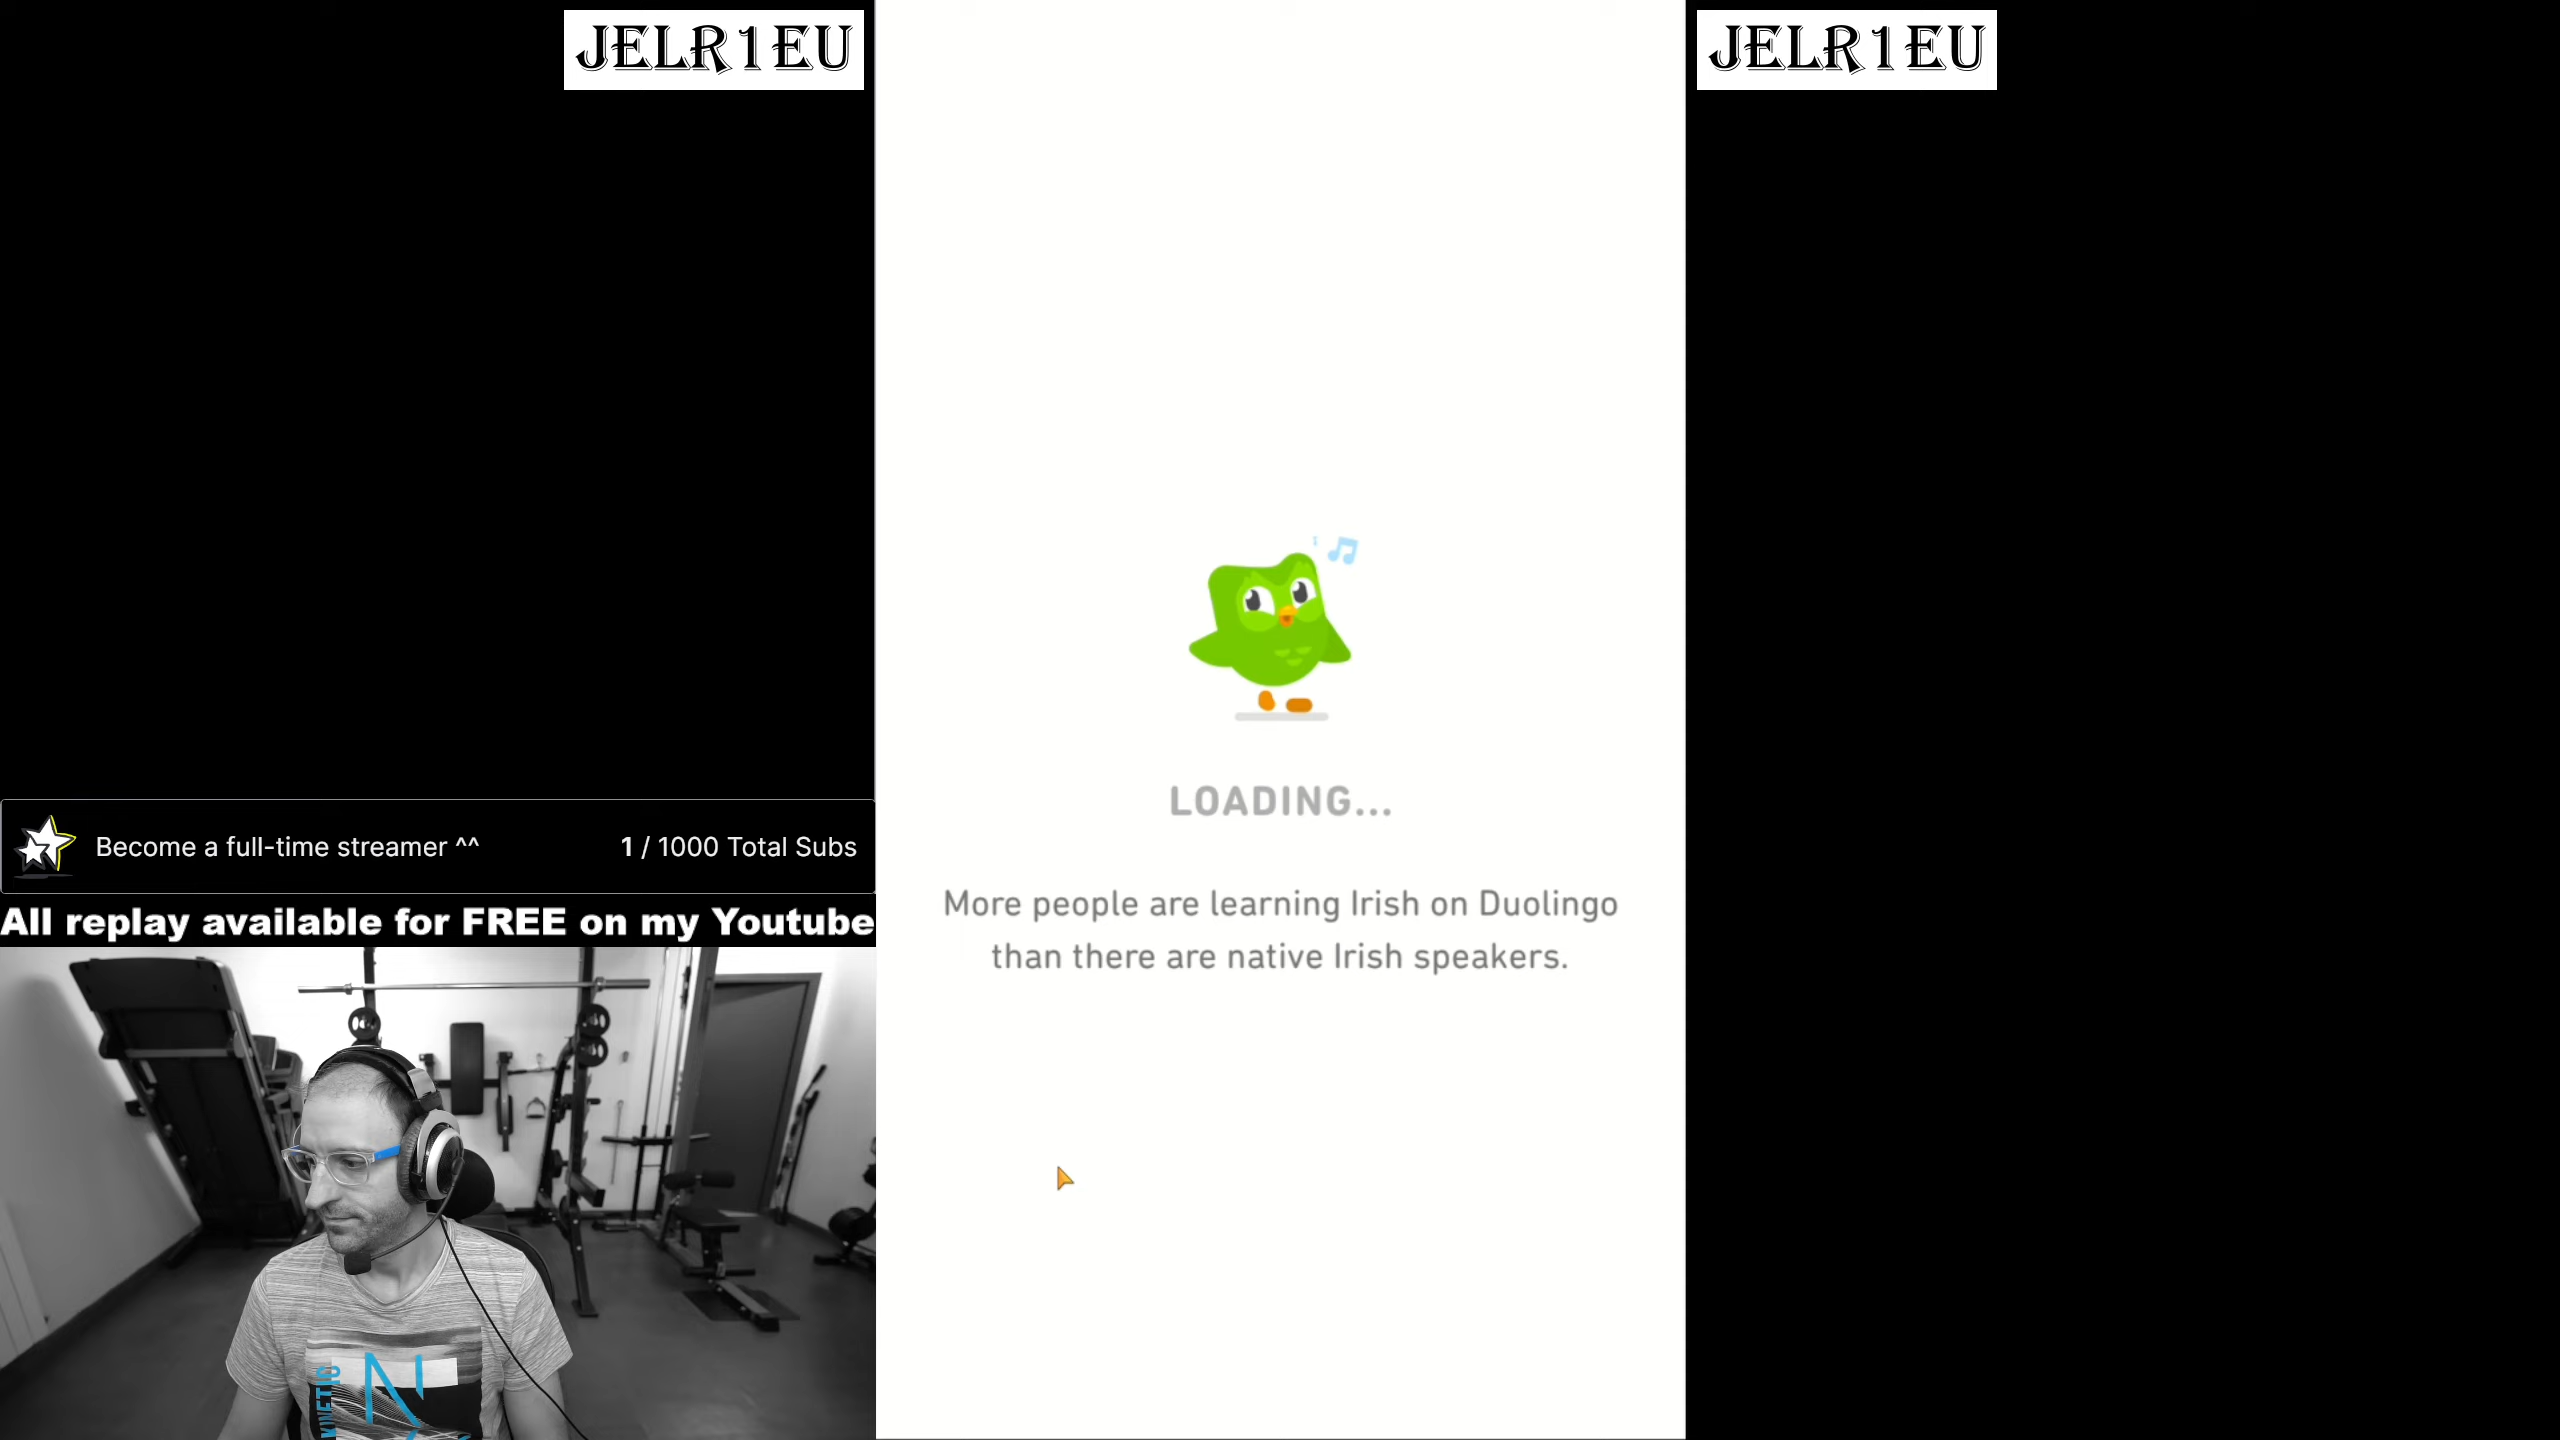 JELR1EU
JELR1EU
LOADING...
More people are learning Irish on Duolingo
than there are native Irish speakers.
Become a full-time streamer ^^ 1 / 1000 Total Subs
All replay available for FREE on my Youtube
KINETIC